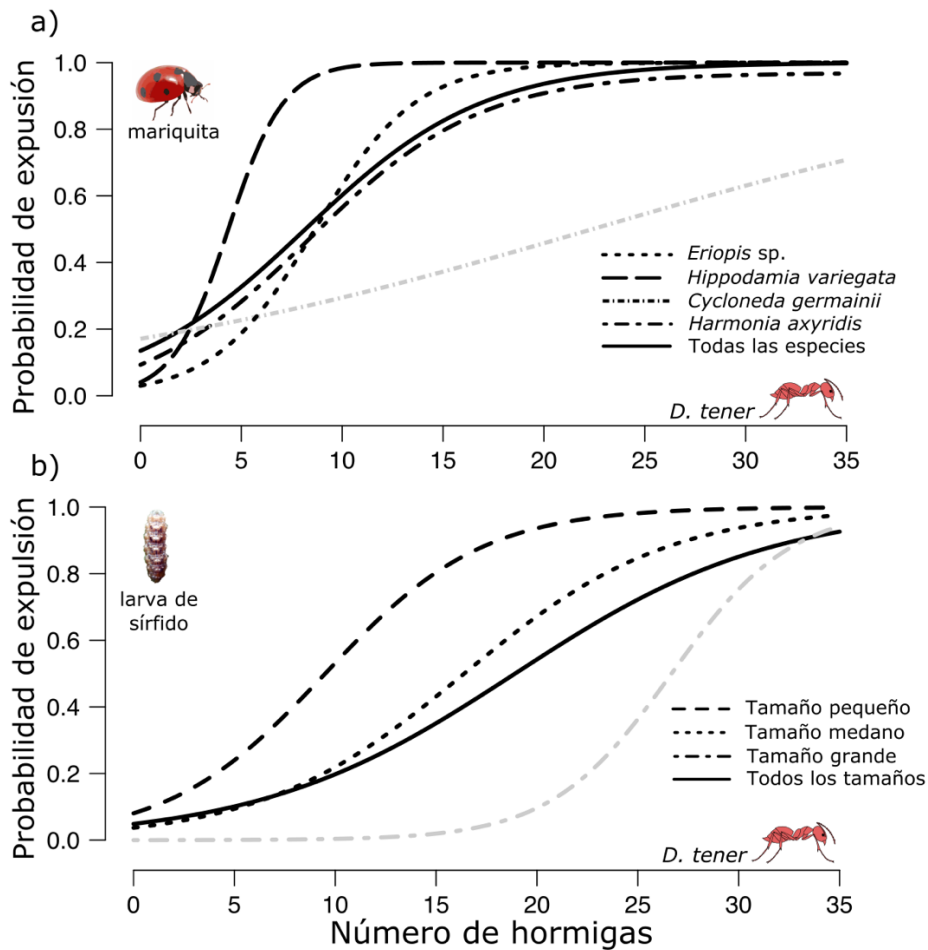 a)
Probabilidad de expusión
1.0
0.8
0.6
0.4
0.2
0.0
mariquita
Eriopis sp.
Hippodamia variegata
Cycloneda germainii
Harmonia axyridis
Todas las especies
D. tener
0 5 10 15 20 25 30 35
b)
Probabilidad de expulsión
1.0
0.8
0.6
0.4
0.2
0.0
larva de
sírfido
Tamaño pequeño
Tamaño medano
Tamaño grande
Todos los tamaños
D. tener
0 5 10 15 20 25 30 35
Número de hormigas